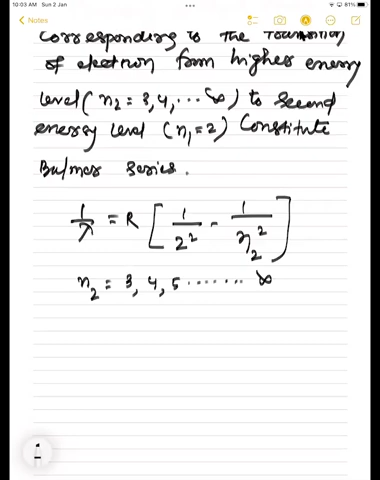 10:03 AM Sun 2 Jan
81%
Notes
corresponding to the transition
of electron from higher energy
level (n₂ = 3, 4, ... ∞) to second
energy level (n₁ = 2) Constitute
Balmer series.
1/λ = R [ 1/2² - 1/n₂² ]
n₂ = 3, 4, 5 ........ ∞